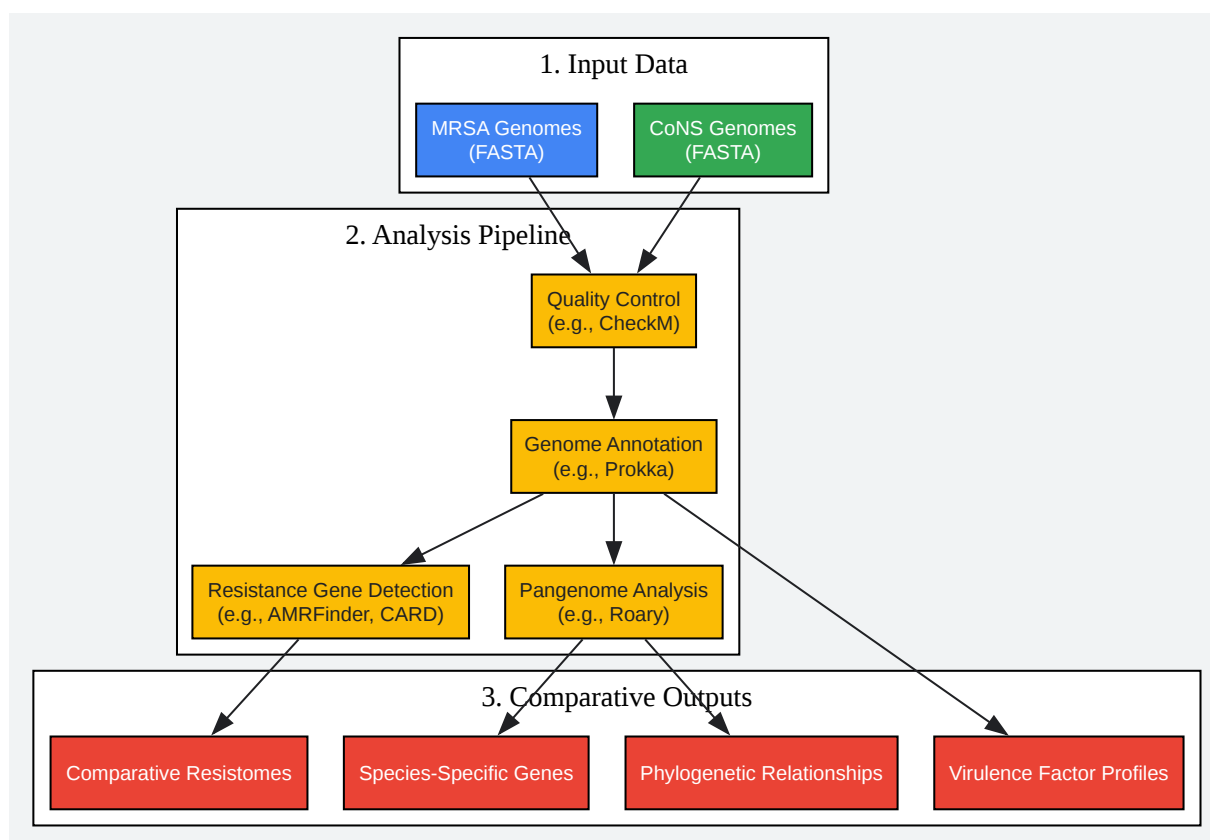 1. Input Data
MRSA Genomes
(FASTA)
CoNS Genomes
(FASTA)
2. Analysis Pipeline
Quality Control
(e.g., CheckM)
Genome Annotation
(e.g., Prokka)
Resistance Gene Detection
(e.g., AMRFinder, CARD)
Pangenome Analysis
(e.g., Roary)
3. Comparative Outputs
Comparative Resistomes
Species-Specific Genes
Phylogenetic Relationships
Virulence Factor Profiles